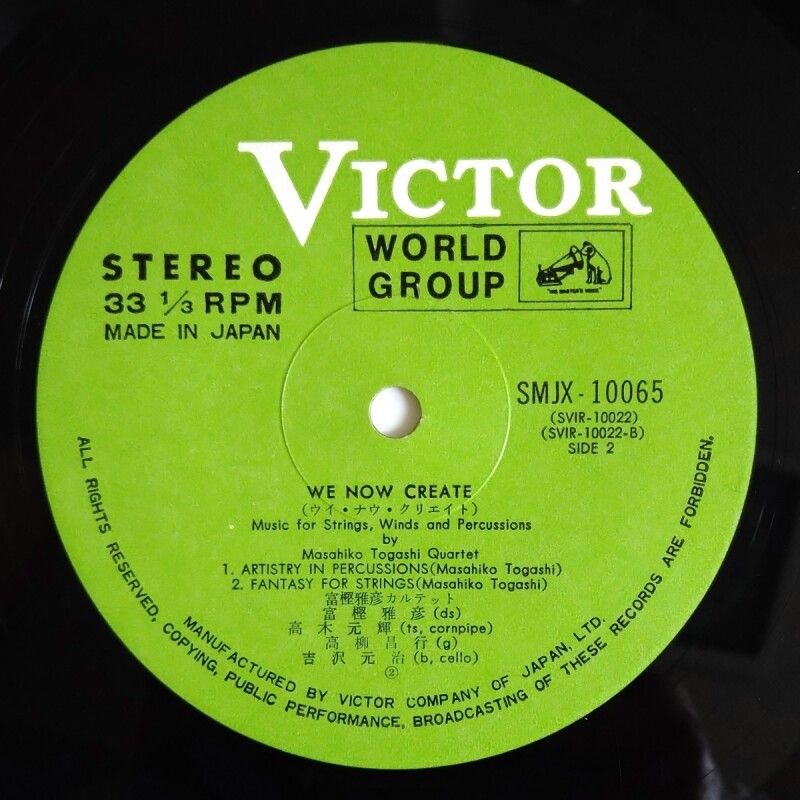 VICTOR
WORLD
GROUP
"HIS MASTER'S VOICE"
STEREO
33 1/3 RPM
MADE IN JAPAN
SMJX-10065
(SVIR-10022)
(SVIR-10022-B)
SIDE 2
WE NOW CREATE
(ウイ・ナウ・クリエイト)
Music for Strings, Winds and Percussions
by
Masahiko Togashi Quartet
1. ARTISTRY IN PERCUSSIONS(Masahiko Togashi)
2. FANTASY FOR STRINGS(Masahiko Togashi)
富樫雅彦カルテット
富樫雅彦(ds)
高木元輝(ts, cornpipe)
高柳昌行(g)
吉沢元治(b, cello)
②
MANUFACTURED BY VICTOR COMPANY OF JAPAN, LTD.
ALL RIGHTS RESERVED, COPYING, PUBLIC PERFORMANCE, BROADCASTING OF THESE RECORDS ARE FORBIDDEN.